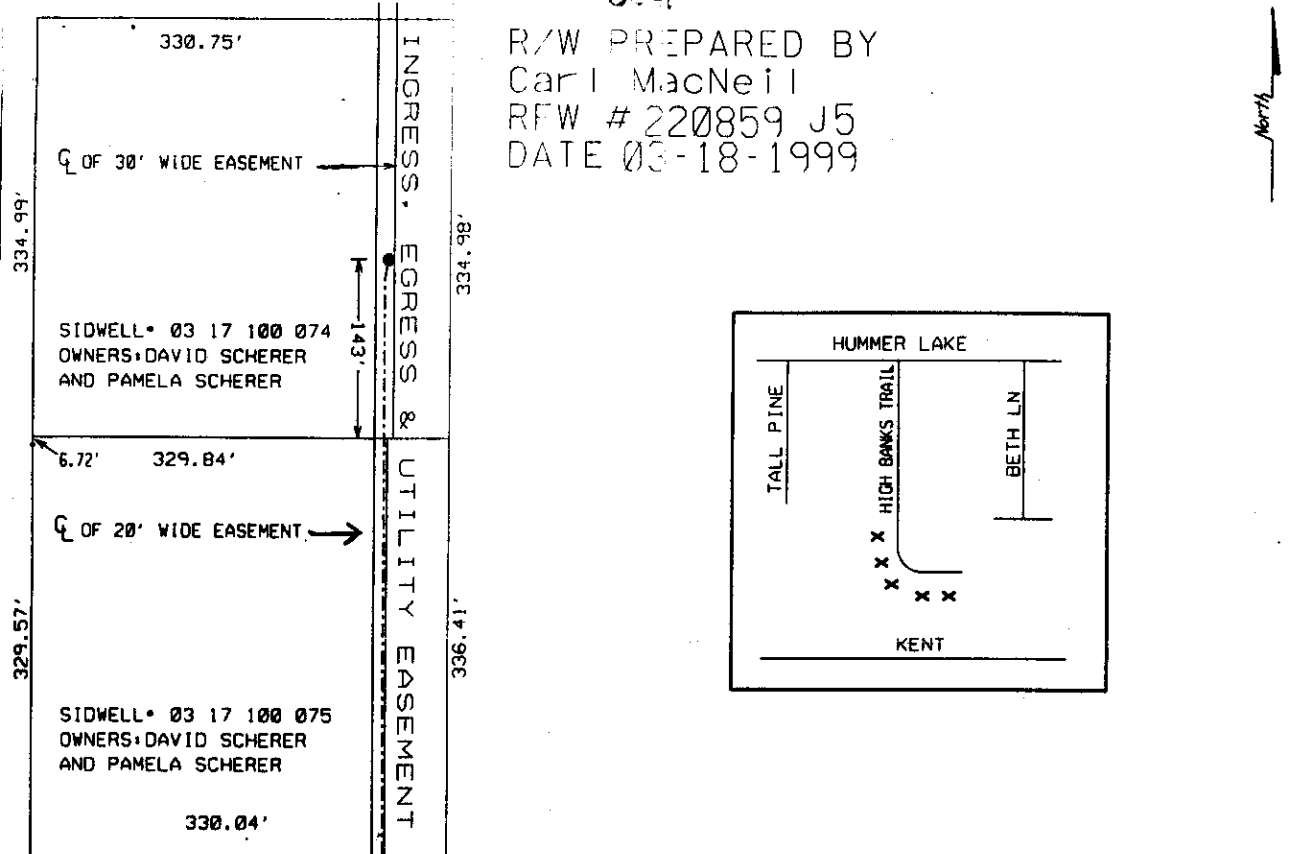 R/W PREPARED BY
Carl MacNeil
RFW # 220859 J5
DATE 03-18-1999
North
330.75'
℄ OF 30' WIDE EASEMENT
334.99'
334.98'
INGRESS, EGRESS & UTILITY EASEMENT
143'
SIDWELL• 03 17 100 074
OWNERS:DAVID SCHERER
AND PAMELA SCHERER
6.72'
329.84'
℄ OF 20' WIDE EASEMENT
329.57'
336.41'
SIDWELL• 03 17 100 075
OWNERS:DAVID SCHERER
AND PAMELA SCHERER
330.04'
HUMMER LAKE
TALL PINE
HIGH BANKS TRAIL
BETH LN
X
X
X
X X
KENT